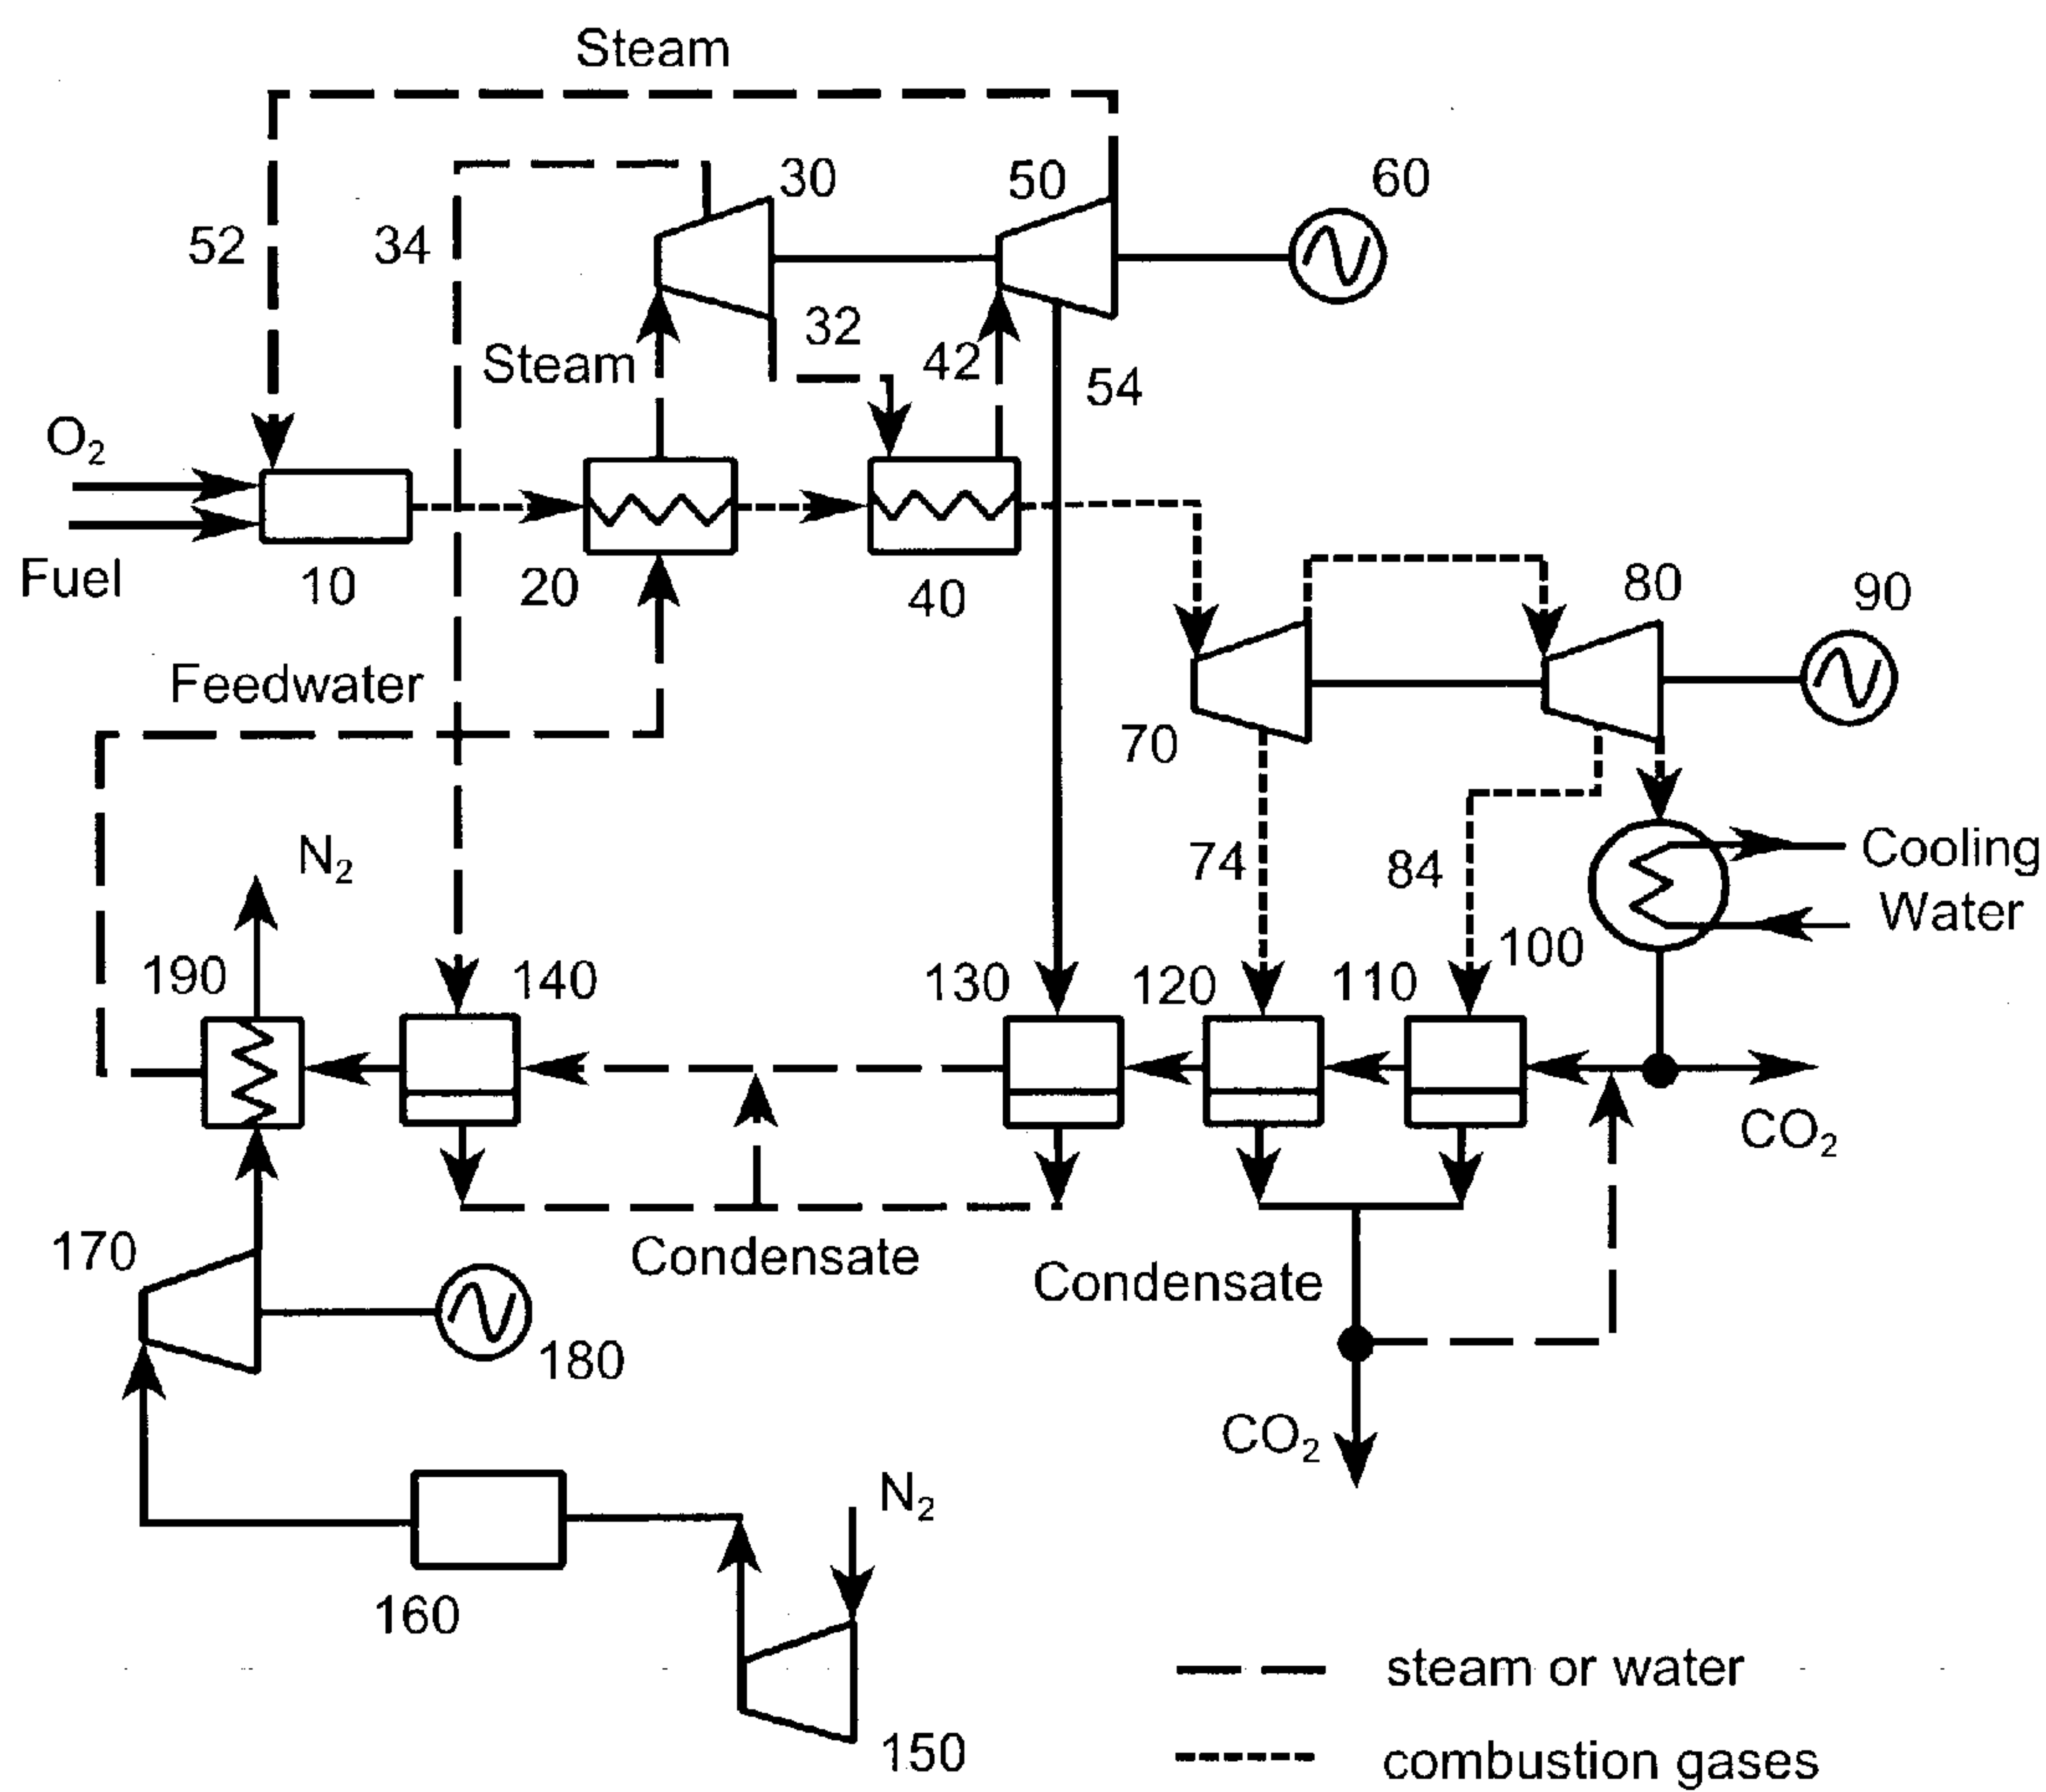 Steam
30
50
60
52
34
32
Steam
42
54
O₂
Fuel
10
20
40
80
90
Feedwater
70
N₂
74
84
Cooling
Water
190
140
130
120
110
100
CO₂
170
Condensate
Condensate
180
CO₂
N₂
160
150
steam or water
combustion gases